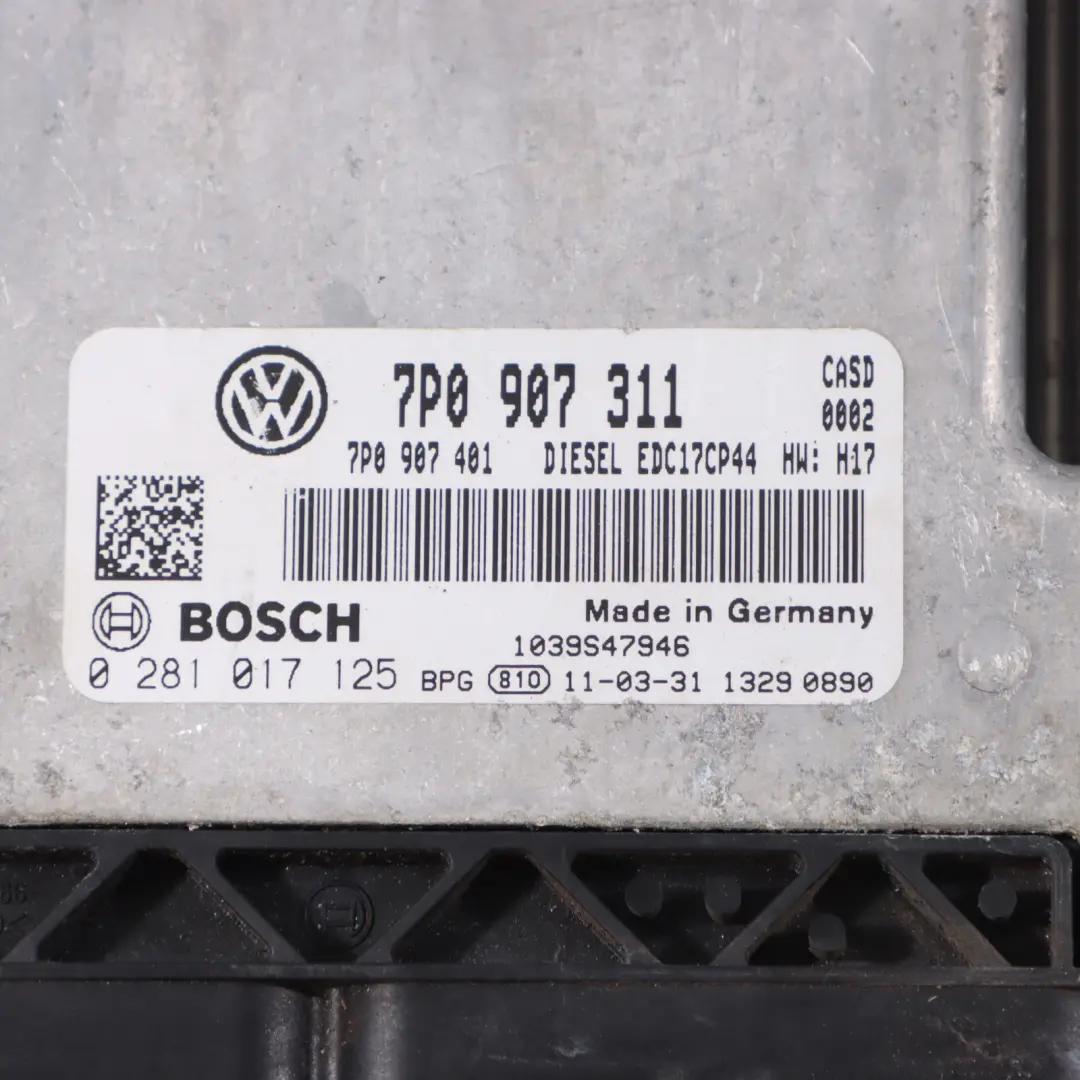 7P0 907 311
CASD
0002
7P0 907 401 DIESEL EDC17CP44 HW: H17
BOSCH
Made in Germany
1039S47946
0 281 017 125 BPG 810 11-03-31 1329 0890